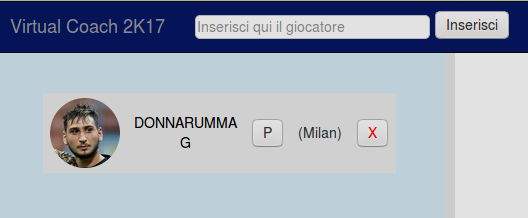 Virtual Coach 2K17
Inserisci qui il giocatore
Inserisci
DONNARUMMA
G
P
(Milan)
X